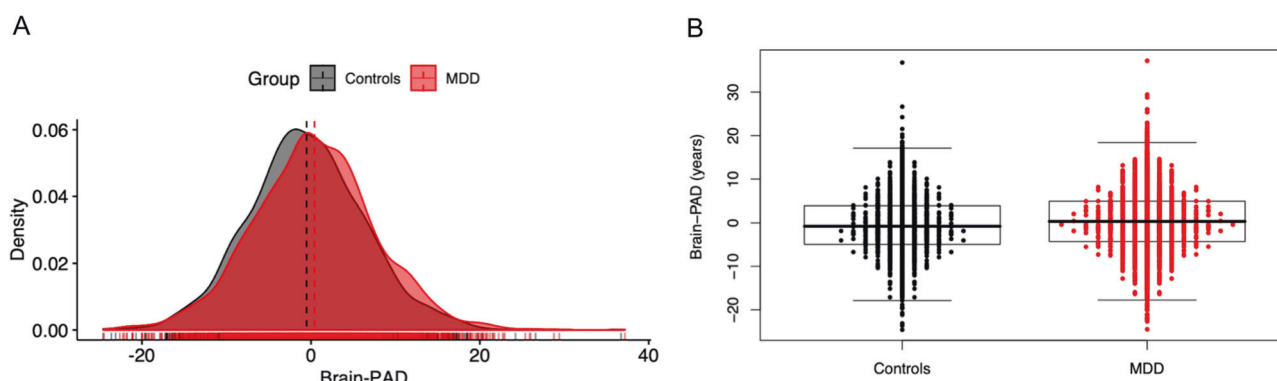 A
Group Controls MDD
0.06
0.04
0.02
0.00
Density
-20 0 20 40
Brain-PAD
B
30
20
10
0
-10
-20
Brain-PAD (years)
Controls MDD